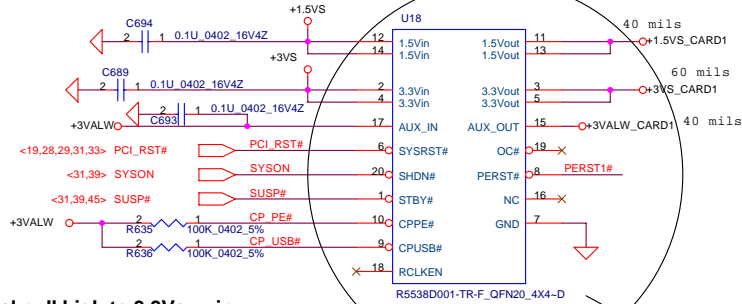 +1.5VS
U18
C694
2 1 0.1U_0402_16V4Z
12 1.5Vin 1.5Vout 11
14 1.5Vin 1.5Vout 13
40 mils
+1.5VS_CARD1
+3VS
C689
2 1 0.1U_0402_16V4Z
2 3.3Vin 3.3Vout 3
4 3.3Vin 3.3Vout 5
60 mils
+3VS_CARD1
2 1 0.1U_0402_16V4Z
C693
+3VALW
17 AUX_IN AUX_OUT 15
+3VALW_CARD1
40 mils
<19,28,29,31,33> PCI_RST# PCI_RST# 6 SYSRST# OC# 19
<31,39> SYSON SYSON 20 SHDN# PERST# 8 PERST1#
<31,39,45> SUSP# SUSP# 1 STBY# NC 16
+3VALW 2 1 CP_PE# 10 CPPE# GND 7
R635 100K_0402_5%
2 1 CP_USB# 9 CPUSB#
R636 100K_0402_5%
18 RCLKEN
R5538D001-TR-F_QFN20_4X4~D